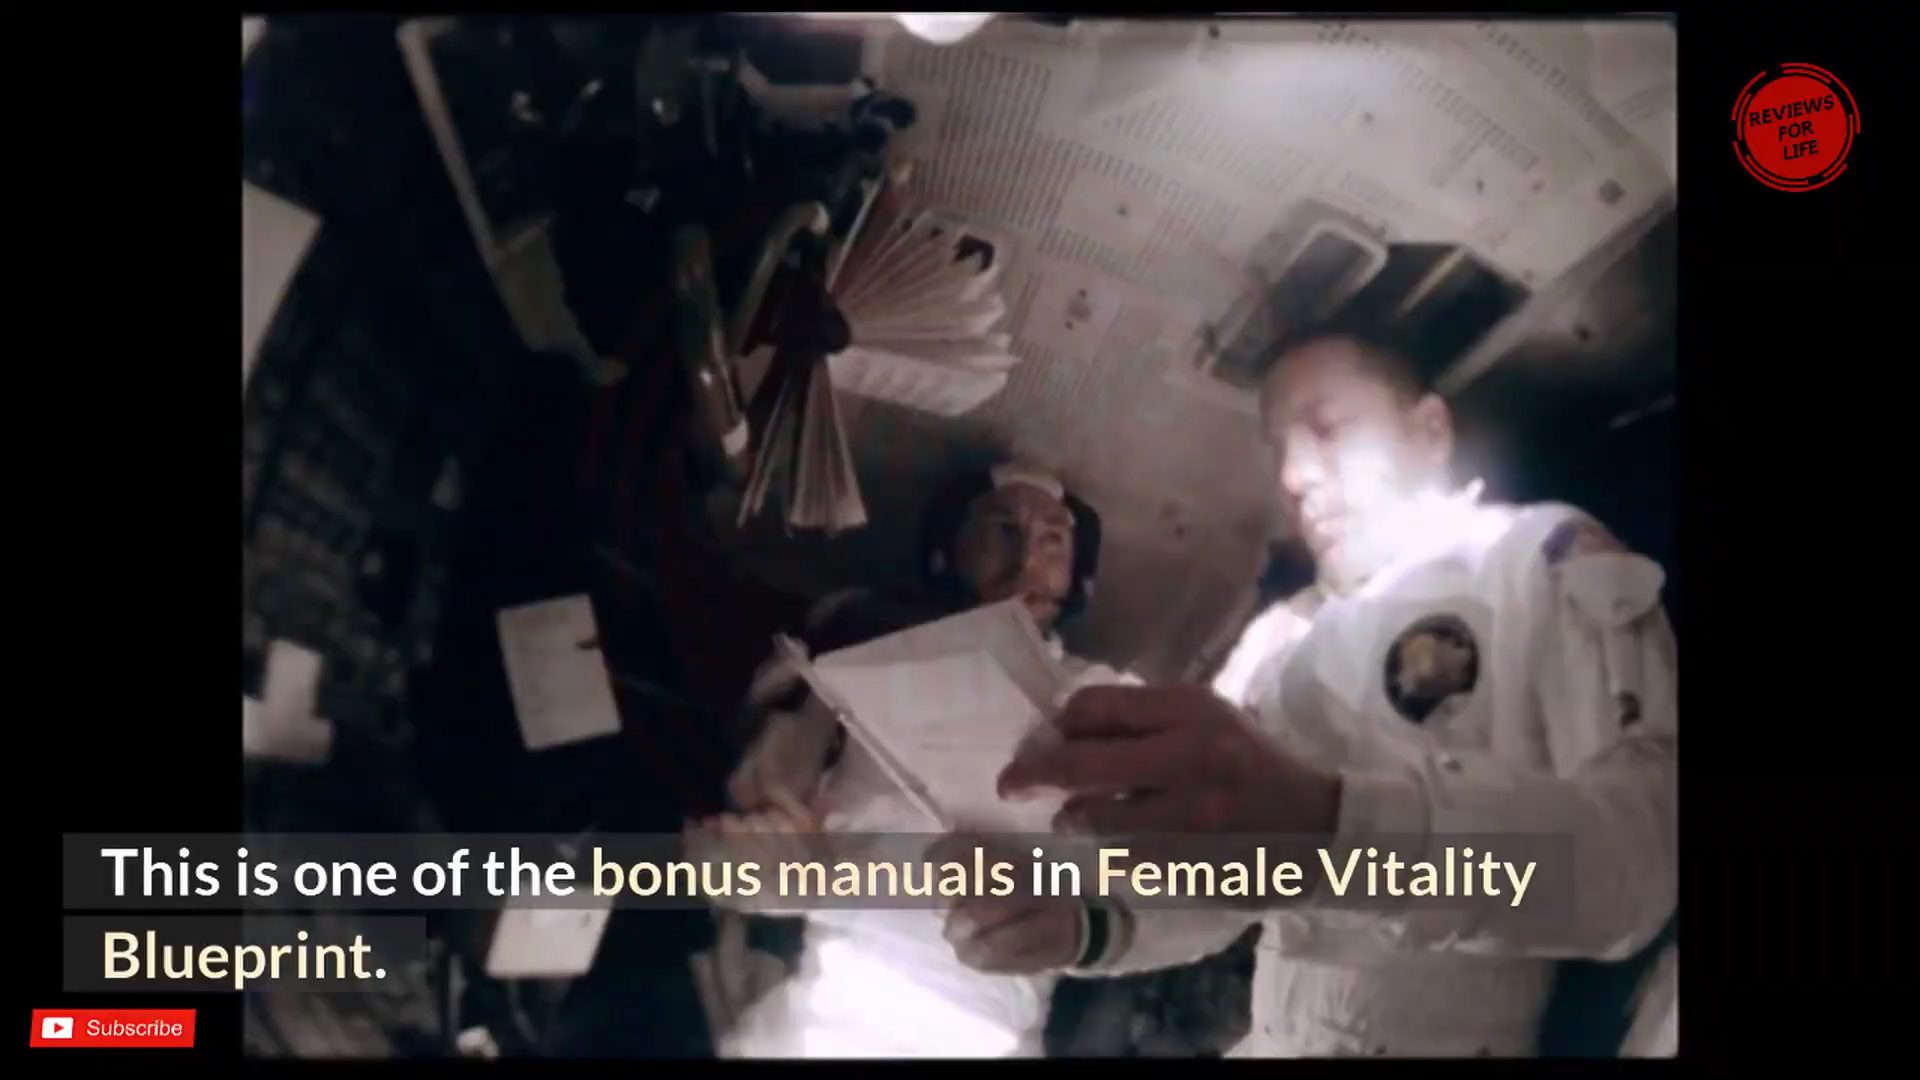 REVIEWS
FOR
LIFE
This is one of the bonus manuals in Female Vitality
Blueprint.
Subscribe